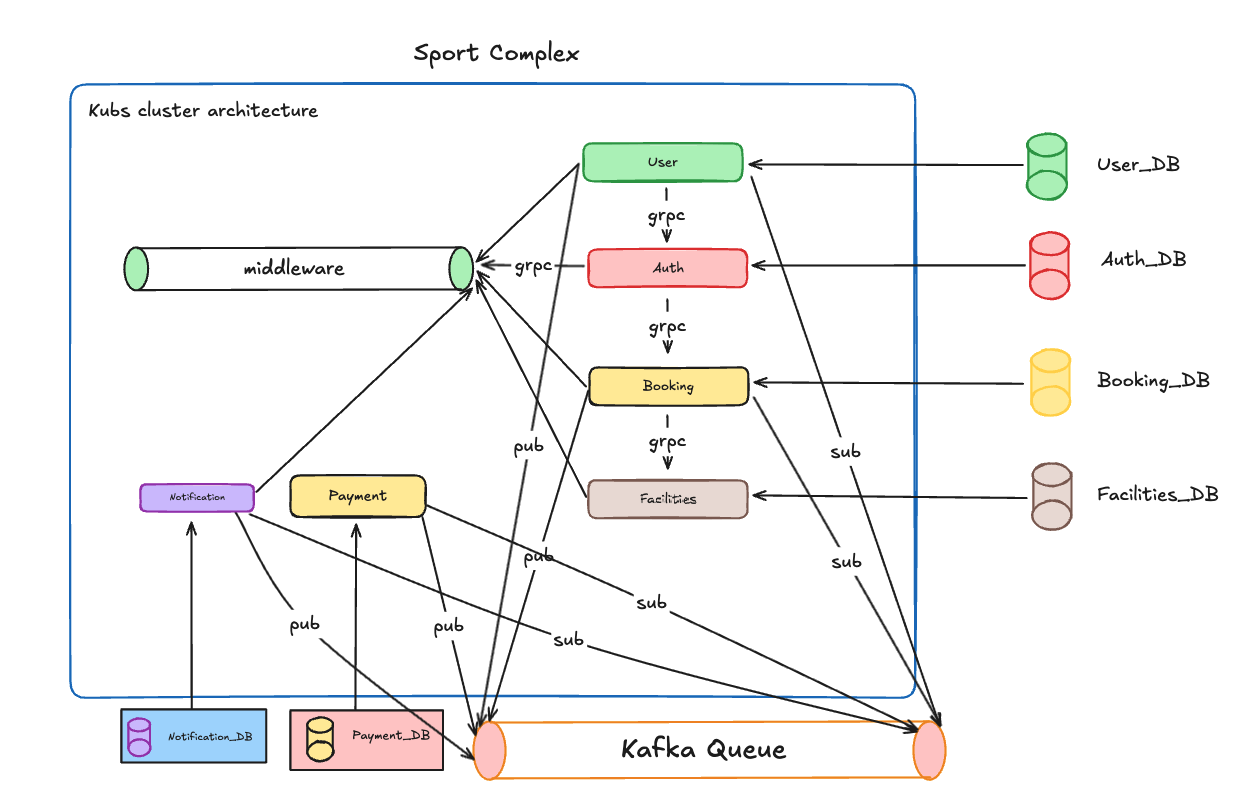 Sport Complex
Kubs cluster architecture
User
User_DB
grpc
middleware
grpc
Auth
Auth_DB
grpc
Booking
Booking_DB
pub
grpc
sub
Notification
Payment
Facilities
Facilities_DB
pub
sub
sub
pub
pub
sub
Notification_DB
Payment_DB
Kafka Queue